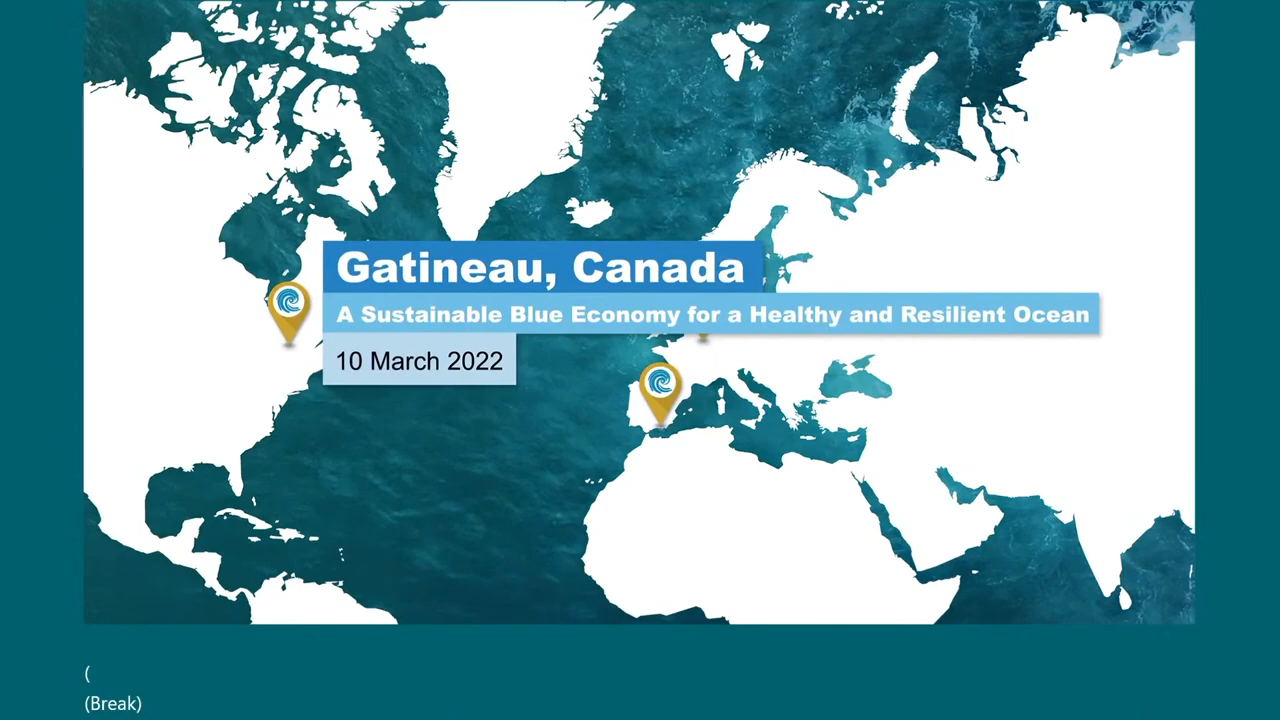 Gatineau, Canada
A Sustainable Blue Economy for a Healthy and Resilient Ocean
10 March 2022
(
(Break)